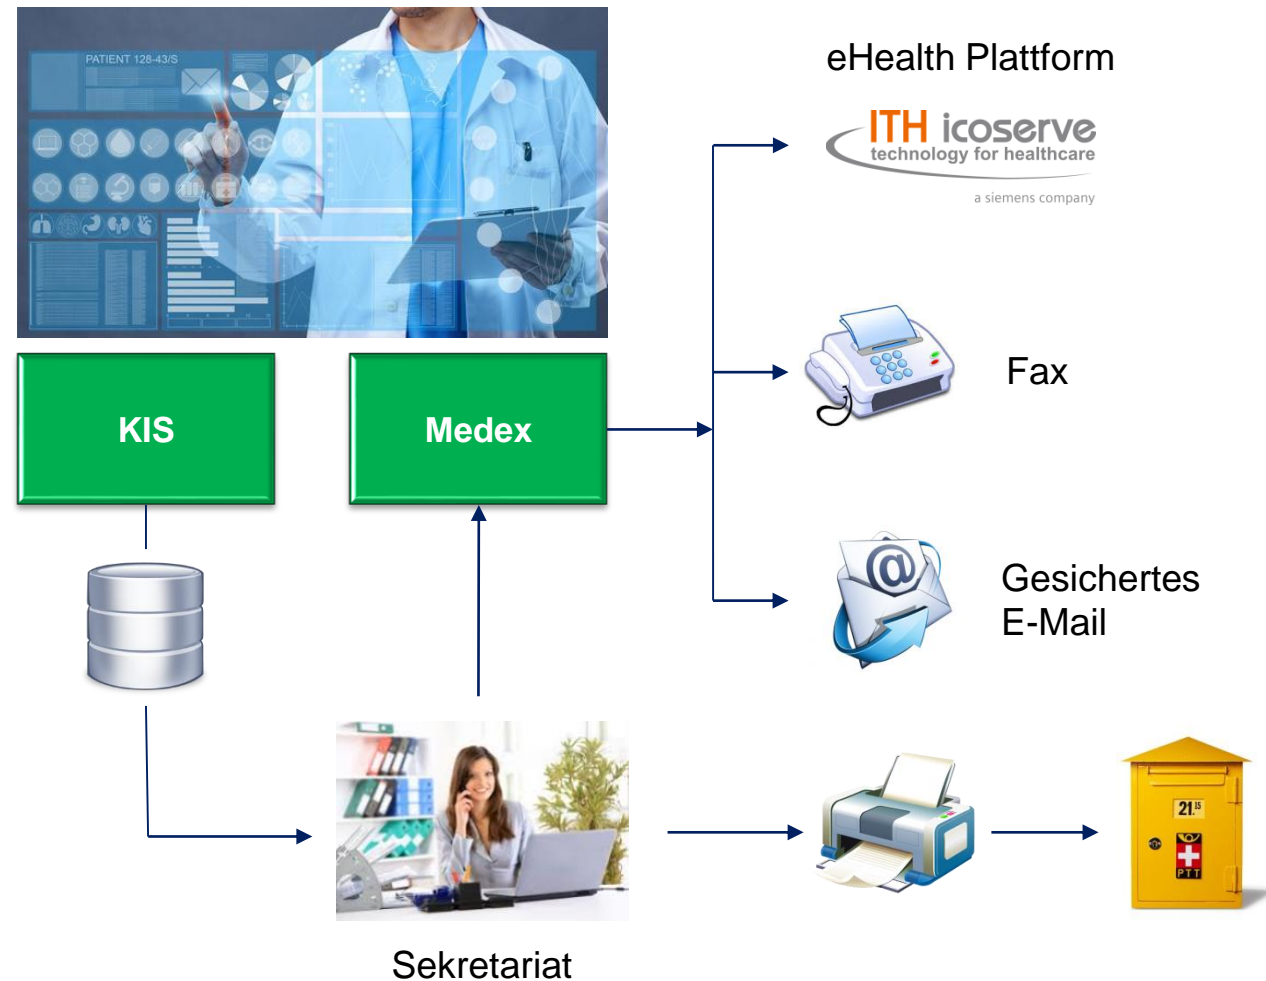 PATIENT 128-43/S
eHealth Plattform
ITH icoserve
technology for healthcare
a siemens company
Fax
KIS
Medex
@
Gesichertes
E-Mail
21.15
PTT
Sekretariat